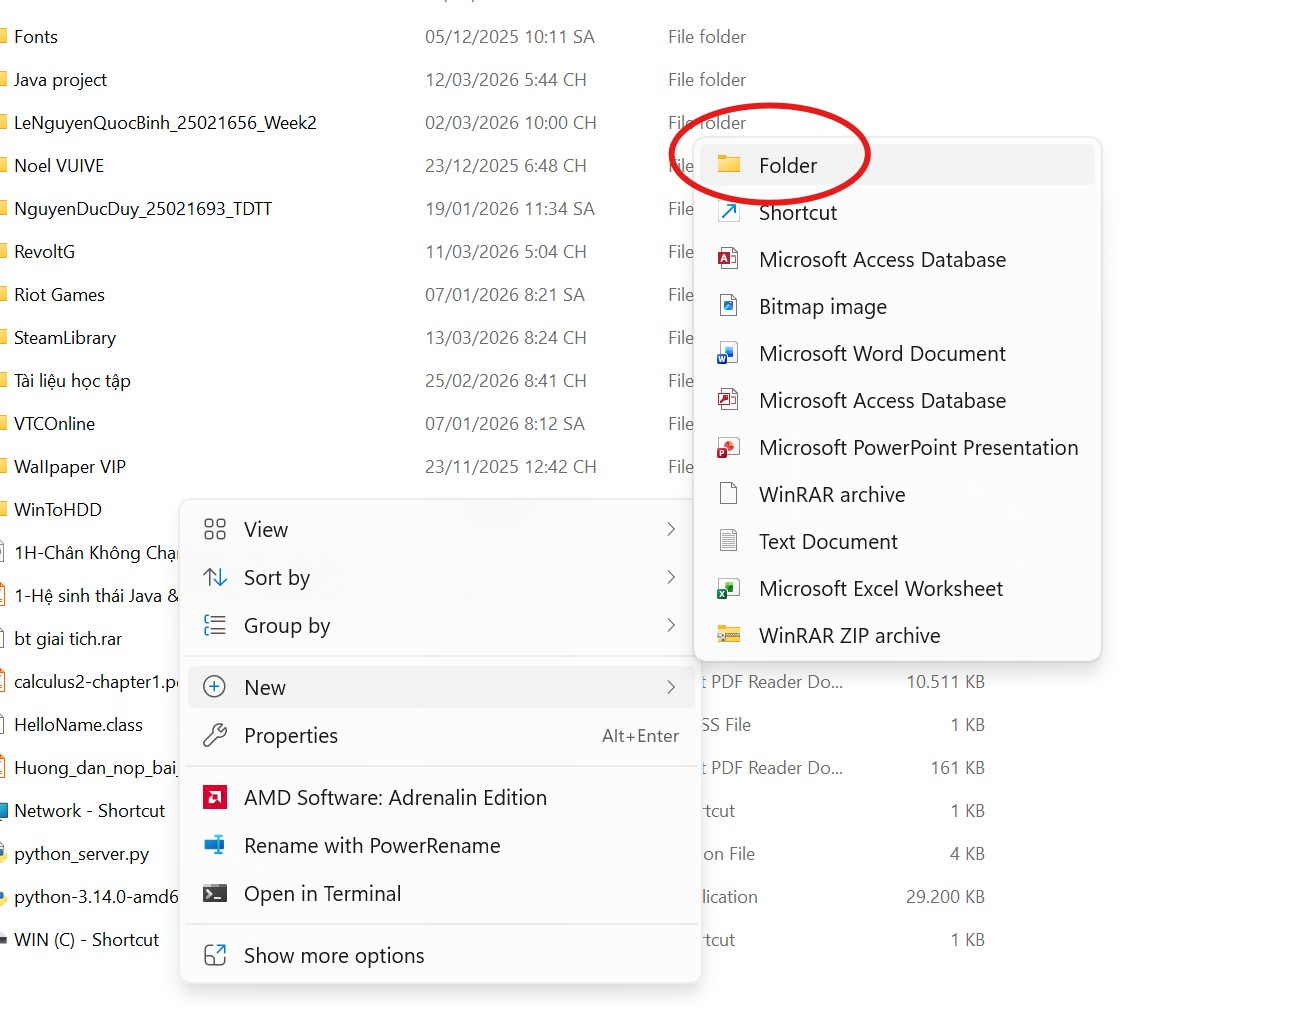 Fonts 05/12/2025 10:11 SA File folder
Java project 12/03/2026 5:44 CH File folder
LeNguyenQuocBinh_25021656_Week2 02/03/2026 10:00 CH File folder
Noel VUIVE 23/12/2025 6:48 CH File
NguyenDucDuy_25021693_TDTT 19/01/2026 11:34 SA File
RevoltG 11/03/2026 5:04 CH File
Riot Games 07/01/2026 8:21 SA File
SteamLibrary 13/03/2026 8:24 CH File
Tài liệu học tập 25/02/2026 8:41 CH File
VTCOnline 07/01/2026 8:12 SA File
Wallpaper VIP 23/11/2025 12:42 CH File
WinToHDD
1H-Chân Không Chạ
1-Hệ sinh thái Java &
bt giai tich.rar
calculus2-chapter1.p t PDF Reader Do... 10.511 KB
HelloName.class SS File 1 KB
Huong_dan_nop_bai_ t PDF Reader Do... 161 KB
Network - Shortcut rtcut 1 KB
python_server.py on File 4 KB
python-3.14.0-amd6 lication 29.200 KB
WIN (C) - Shortcut rtcut 1 KB
View
Sort by
Group by
New
Properties Alt+Enter
AMD Software: Adrenalin Edition
Rename with PowerRename
Open in Terminal
Show more options
Folder
Shortcut
Microsoft Access Database
Bitmap image
Microsoft Word Document
Microsoft Access Database
Microsoft PowerPoint Presentation
WinRAR archive
Text Document
Microsoft Excel Worksheet
WinRAR ZIP archive